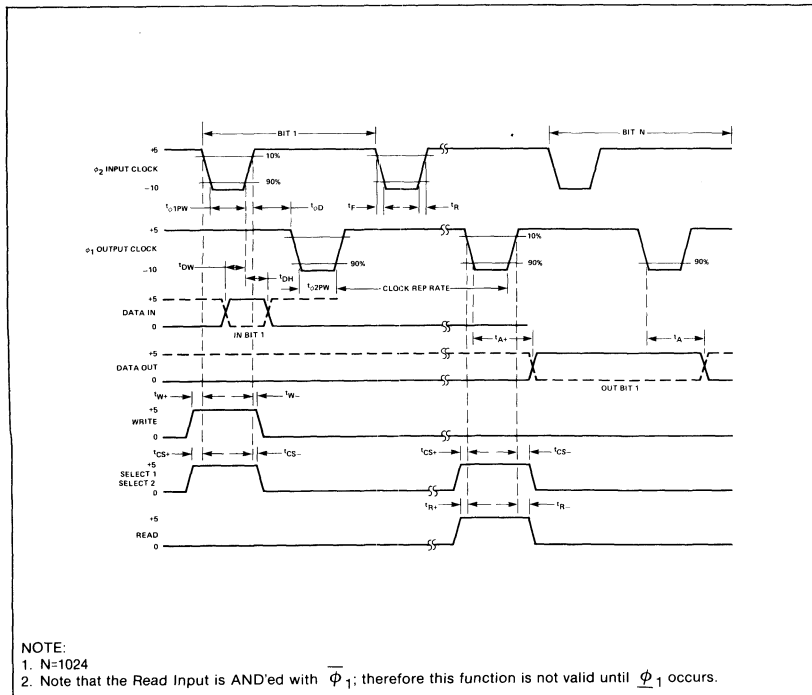 BIT 1 BIT N
+5
10%
ϕ2 INPUT CLOCK
90%
-10
tϕ1PW tϕD tF tR
+5
10%
ϕ1 OUTPUT CLOCK
90% 90%
-10
tDW tDH tϕ2PW CLOCK REP RATE
+5
DATA IN
0
IN BIT 1
tA+ tA
+5
DATA OUT
0
OUT BIT 1
tW+ tW-
+5
WRITE
0
tCS+ tCS- tCS+ tCS-
+5
SELECT 1
SELECT 2
0
tR+ tR-
+5
READ
0
NOTE:
1. N=1024
2. Note that the Read Input is AND'ed with ϕ̅1; therefore this function is not valid until ϕ̲1 occurs.